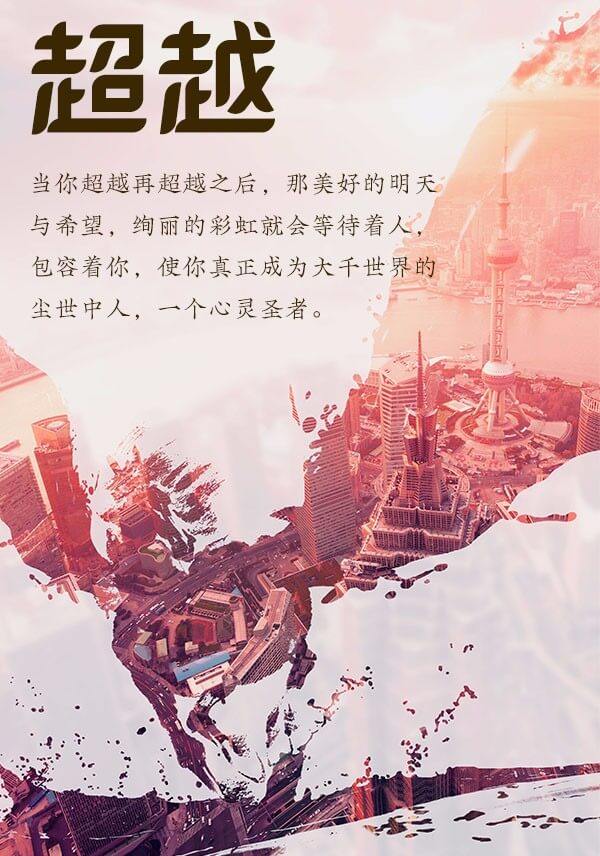 超越
当你超越再超越之后，那美好的明天
与希望，绚丽的彩虹就会等待着人，
包容着你，使你真正成为大千世界的
尘世中人，一个心灵圣者。